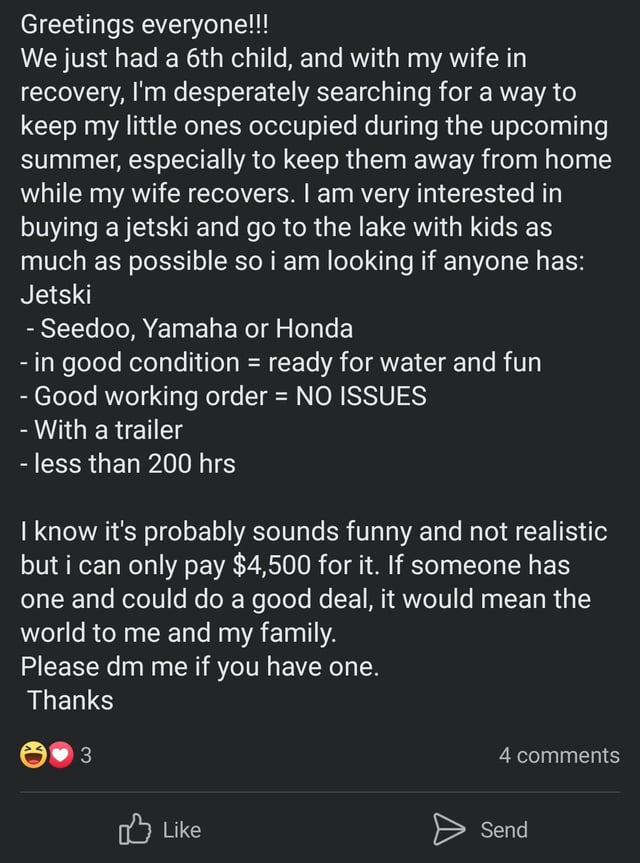 Greetings everyone!!!
We just had a 6th child, and with my wife in
recovery, I'm desperately searching for a way to
keep my little ones occupied during the upcoming
summer, especially to keep them away from home
while my wife recovers. I am very interested in
buying a jetski and go to the lake with kids as
much as possible so i am looking if anyone has:
Jetski
- Seedoo, Yamaha or Honda
- in good condition = ready for water and fun
- Good working order = NO ISSUES
- With a trailer
- less than 200 hrs
I know it's probably sounds funny and not realistic
but i can only pay $4,500 for it. If someone has
one and could do a good deal, it would mean the
world to me and my family.
Please dm me if you have one.
Thanks
3 4 comments
Like Send